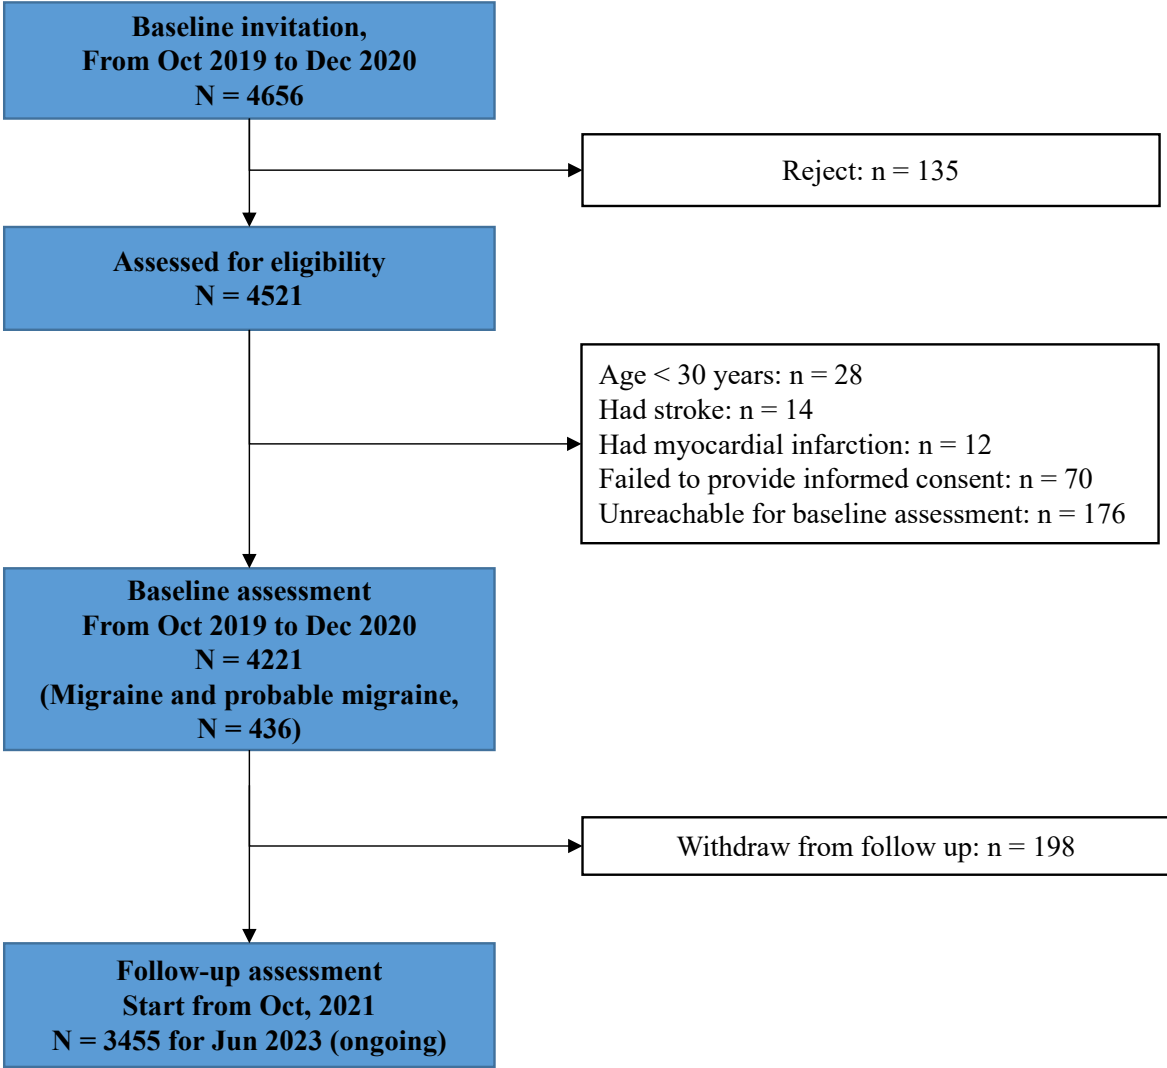 Baseline invitation,
From Oct 2019 to Dec 2020
N = 4656
Reject: n = 135
Assessed for eligibility
N = 4521
Age < 30 years: n = 28
Had stroke: n = 14
Had myocardial infarction: n = 12
Failed to provide informed consent: n = 70
Unreachable for baseline assessment: n = 176
Baseline assessment
From Oct 2019 to Dec 2020
N = 4221
(Migraine and probable migraine,
N = 436)
Withdraw from follow up: n = 198
Follow-up assessment
Start from Oct, 2021
N = 3455 for Jun 2023 (ongoing)